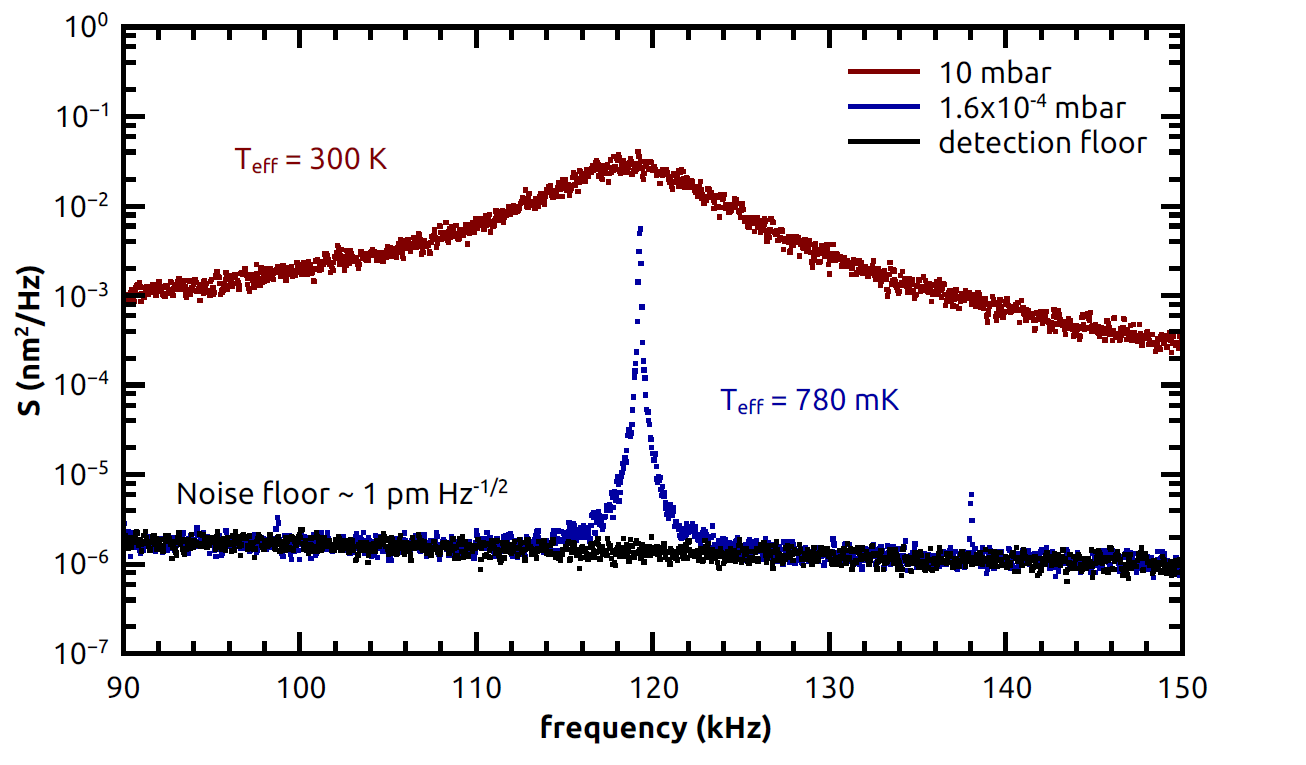 10⁰
10⁻¹
10⁻²
10⁻³
10⁻⁴
10⁻⁵
10⁻⁶
10⁻⁷
S (nm²/Hz)
10 mbar
1.6x10⁻⁴ mbar
detection floor
T_eff = 300 K
T_eff = 780 mK
Noise floor ~ 1 pm Hz⁻¹/²
90 100 110 120 130 140 150
frequency (kHz)